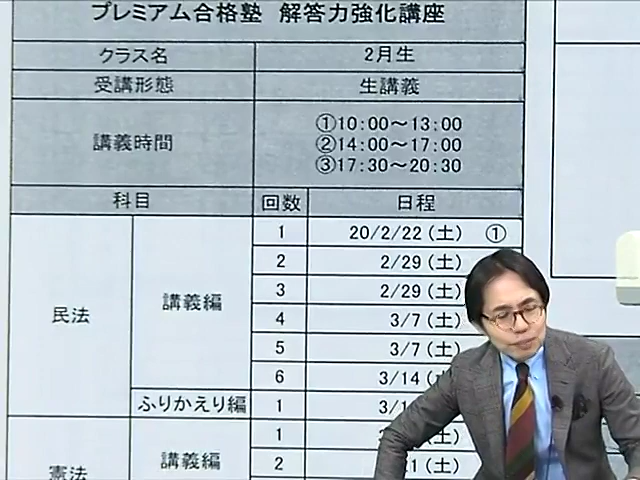 プレミアム合格塾 解答力強化講座
クラス名 2月生
受講形態 生講義
講義時間 ①10:00～13:00
②14:00～17:00
③17:30～20:30
科目 回数 日程
民法 講義編 1 20/2/22(土) ①
2 2/29(土)
3 2/29(土)
4 3/7(土)
5 3/7(土)
6 3/14
ふりかえり編 1
憲法 講義編 1
2 (土)